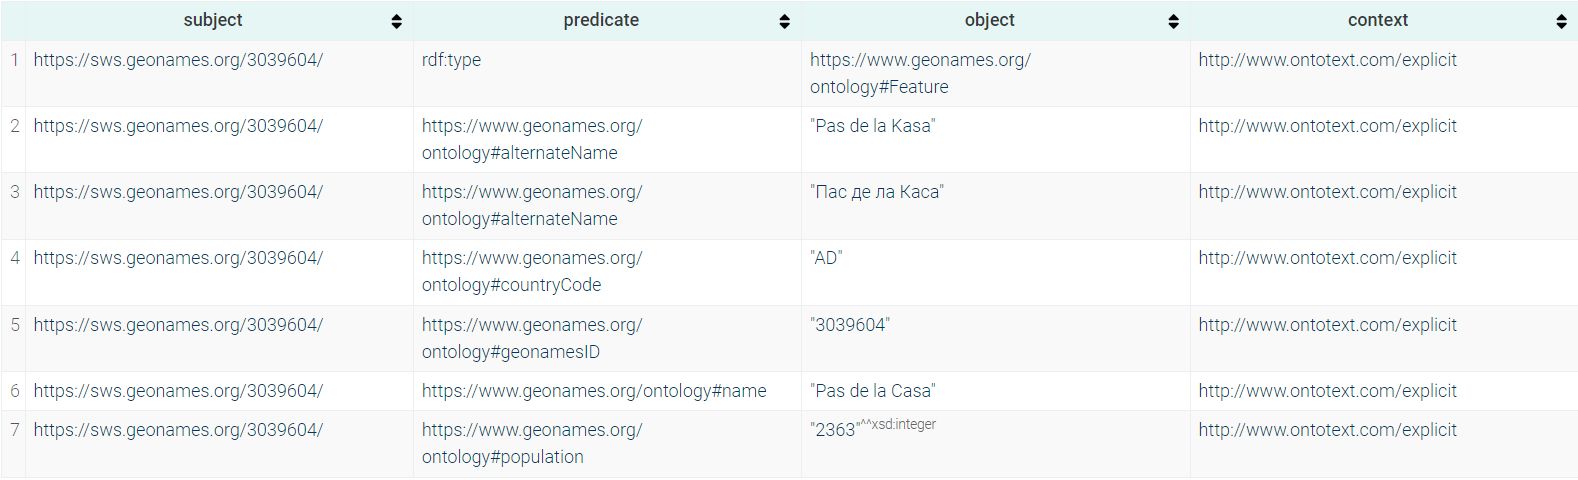 subject predicate object context
1 https://sws.geonames.org/3039604/ rdf:type https://www.geonames.org/ http://www.ontotext.com/explicit
ontology#Feature
2 https://sws.geonames.org/3039604/ https://www.geonames.org/ "Pas de la Kasa" http://www.ontotext.com/explicit
ontology#alternateName
3 https://sws.geonames.org/3039604/ https://www.geonames.org/ "Пас де ла Каса" http://www.ontotext.com/explicit
ontology#alternateName
4 https://sws.geonames.org/3039604/ https://www.geonames.org/ "AD" http://www.ontotext.com/explicit
ontology#countryCode
5 https://sws.geonames.org/3039604/ https://www.geonames.org/ "3039604" http://www.ontotext.com/explicit
ontology#geonamesID
6 https://sws.geonames.org/3039604/ https://www.geonames.org/ontology#name "Pas de la Casa" http://www.ontotext.com/explicit
7 https://sws.geonames.org/3039604/ https://www.geonames.org/ "2363"^^xsd:integer http://www.ontotext.com/explicit
ontology#population